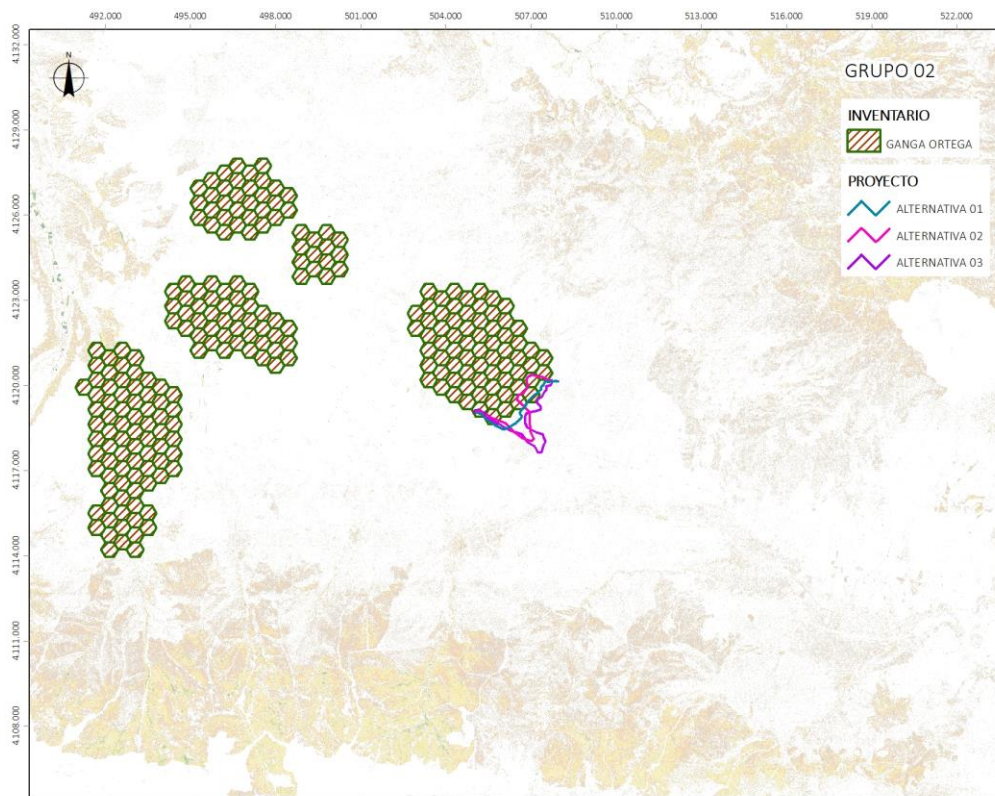 492.000 495.000 498.000 501.000 504.000 507.000 510.000 513.000 516.000 519.000 522.000
4.132.000
4.129.000
4.126.000
4.123.000
4.120.000
4.117.000
4.114.000
4.111.000
4.108.000
N
GRUPO 02
INVENTARIO
GANGA ORTEGA
PROYECTO
ALTERNATIVA 01
ALTERNATIVA 02
ALTERNATIVA 03